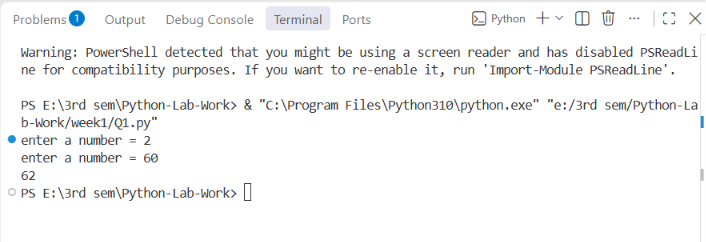 Problems 1 Output Debug Console Terminal Ports Python
Warning: PowerShell detected that you might be using a screen reader and has disabled PSReadLi
ne for compatibility purposes. If you want to re-enable it, run 'Import-Module PSReadLine'.
PS E:\3rd sem\Python-Lab-Work> & "C:\Program Files\Python310\python.exe" "e:/3rd sem/Python-La
b-Work/week1/Q1.py"
enter a number = 2
enter a number = 60
62
PS E:\3rd sem\Python-Lab-Work>